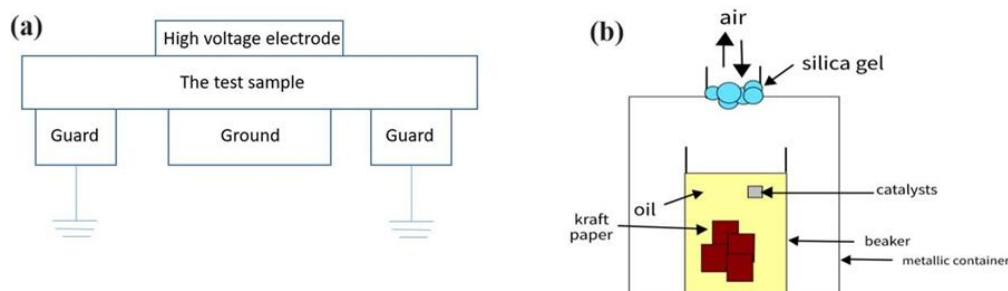 (a)
High voltage electrode
The test sample
Guard
Ground
Guard
(b)
air
silica gel
catalysts
oil
kraft
paper
beaker
metallic container